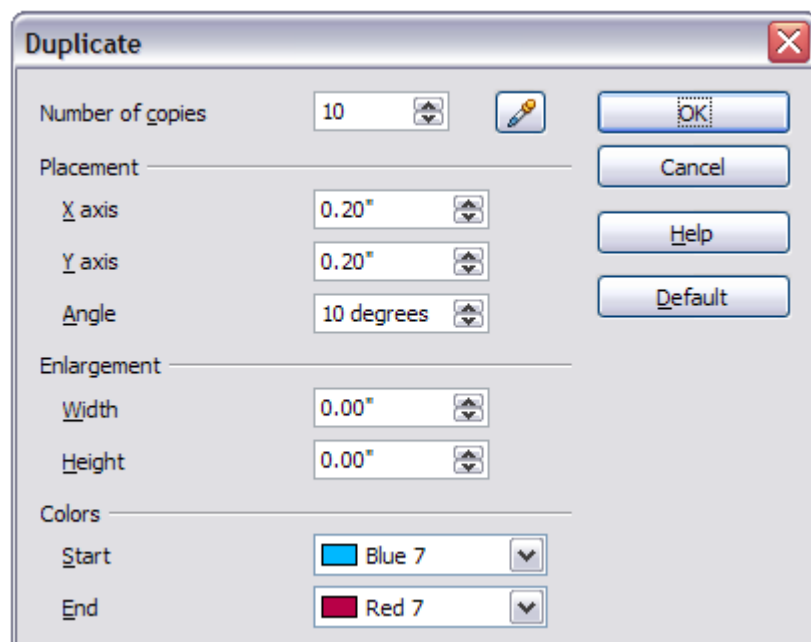 Duplicate
Number of copies 10 OK
Placement Cancel
X axis 0.20"
Y axis 0.20" Help
Angle 10 degrees Default
Enlargement
Width 0.00"
Height 0.00"
Colors
Start Blue 7
End Red 7